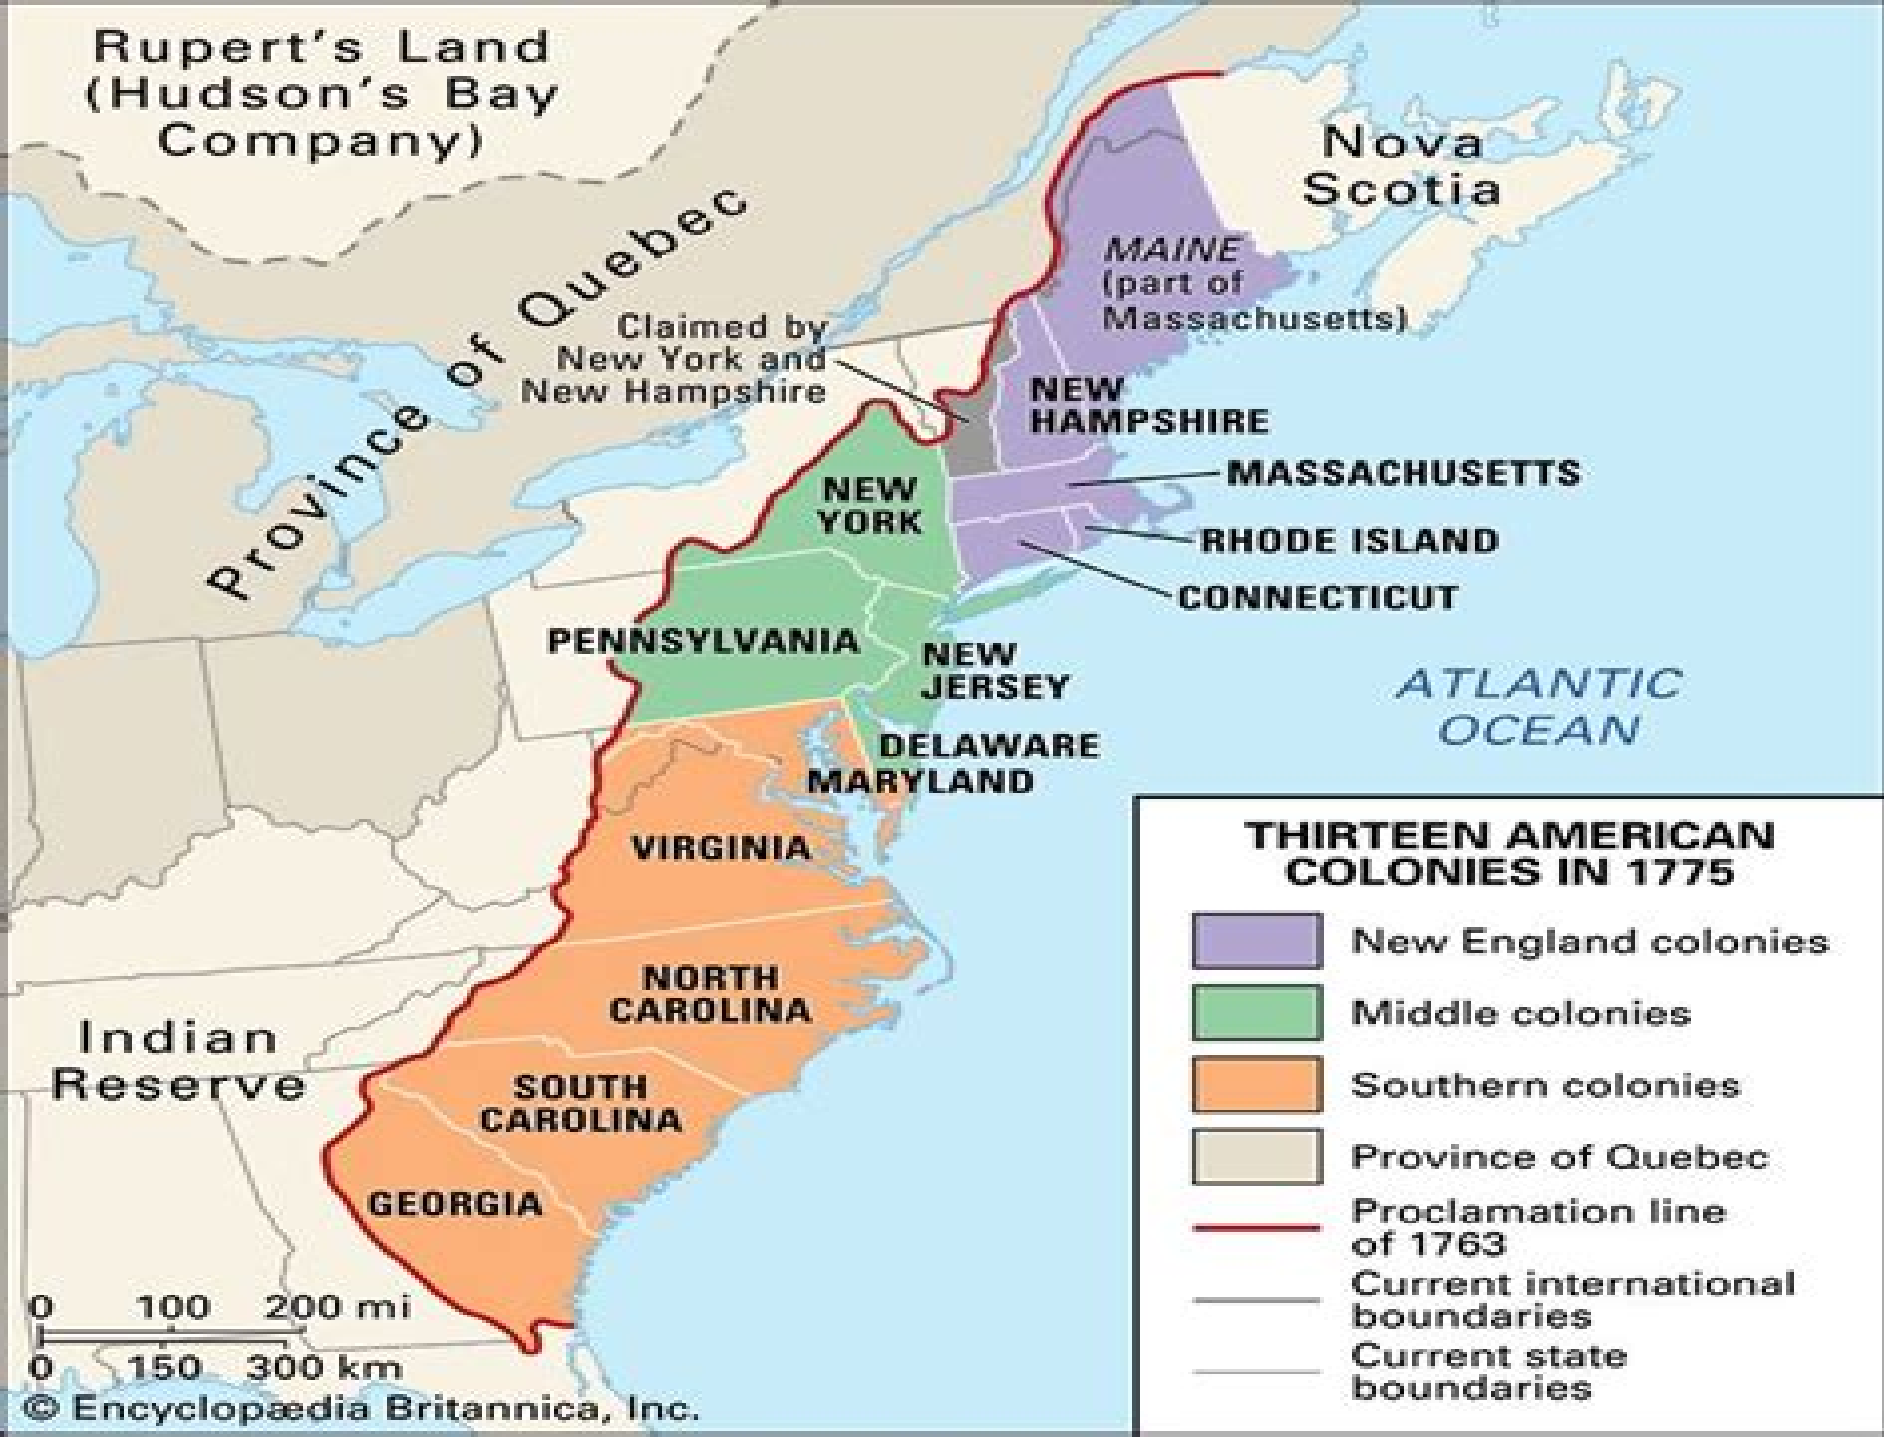 Rupert's Land
(Hudson's Bay
Company)
Province of Quebec
Nova
Scotia
MAINE
(part of
Massachusetts)
Claimed by
New York and
New Hampshire
NEW
HAMPSHIRE
MASSACHUSETTS
NEW
YORK
RHODE ISLAND
CONNECTICUT
PENNSYLVANIA
NEW
JERSEY
ATLANTIC
OCEAN
DELAWARE
MARYLAND
VIRGINIA
NORTH
CAROLINA
Indian
Reserve
SOUTH
CAROLINA
GEORGIA
THIRTEEN AMERICAN
COLONIES IN 1775
New England colonies
Middle colonies
Southern colonies
Province of Quebec
Proclamation line
of 1763
Current international
boundaries
Current state
boundaries
0 100 200 mi
0 150 300 km
© Encyclopædia Britannica, Inc.